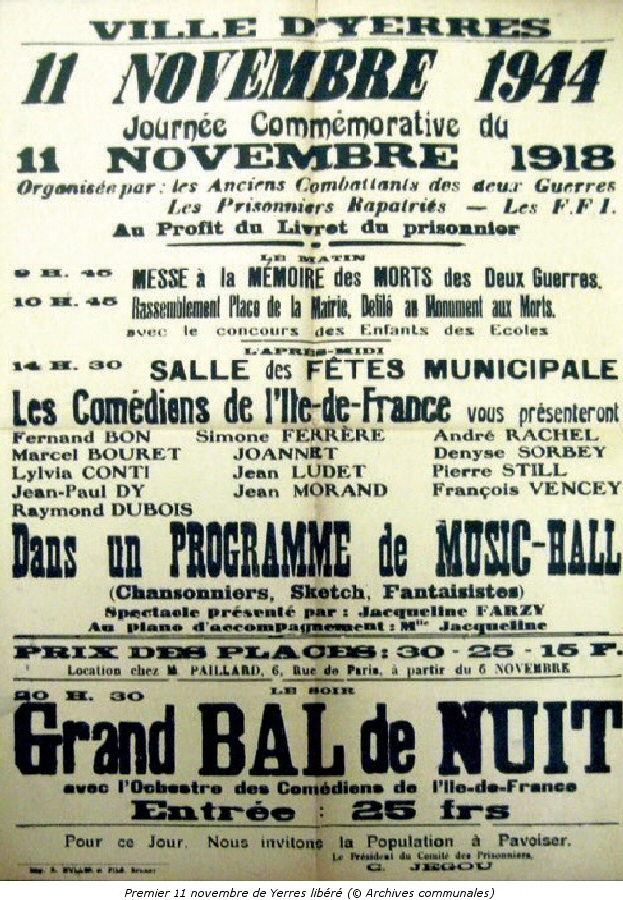 VILLE D'YERRES
11 NOVEMBRE 1944
Journée Commémorative du
11 NOVEMBRE 1918
Organisée par : les Anciens Combattants des deux Guerres
Les Prisonniers Rapatriés — Les F.F.I.
Au Profit du Livret du prisonnier
LE MATIN
9 H. 45 MESSE à la MÉMOIRE des MORTS des Deux Guerres.
10 H. 45 Rassemblement Place de la Mairie, Défilé au Monument aux Morts.
avec le concours des Enfants des Ecoles
L'APRÈS-MIDI
14 H. 30 SALLE des FÊTES MUNICIPALE
Les Comédiens de l'Ile-de-France vous présenteront
Fernand BON Simone FERRÈRE André RACHEL
Marcel BOURET JOANNET Denyse SORBEY
Lylvia CONTI Jean LUDET Pierre STILL
Jean-Paul DY Jean MORAND François VENCEY
Raymond DUBOIS
Dans un PROGRAMME de MUSIC-HALL
(Chansonniers, Sketch, Fantaisistes)
Spectacle présenté par : Jacqueline FARZY
Au piano d'accompagnement : Mlle Jacqueline
PRIX DES PLACES : 30 - 25 - 15 F.
Location chez M. PAILLARD, 6, Rue de Paris, à partir du 6 NOVEMBRE
LE SOIR
20 H. 30
Grand BAL de NUIT
avec l'Ochestre des Comédiens de l'Ile-de-France
Entrée : 25 frs
Pour ce Jour, Nous invitons la Population à Pavoiser.
Le Président du Comité des Prisonniers,
C. JEGOU
Premier 11 novembre de Yerres libéré (© Archives communales)